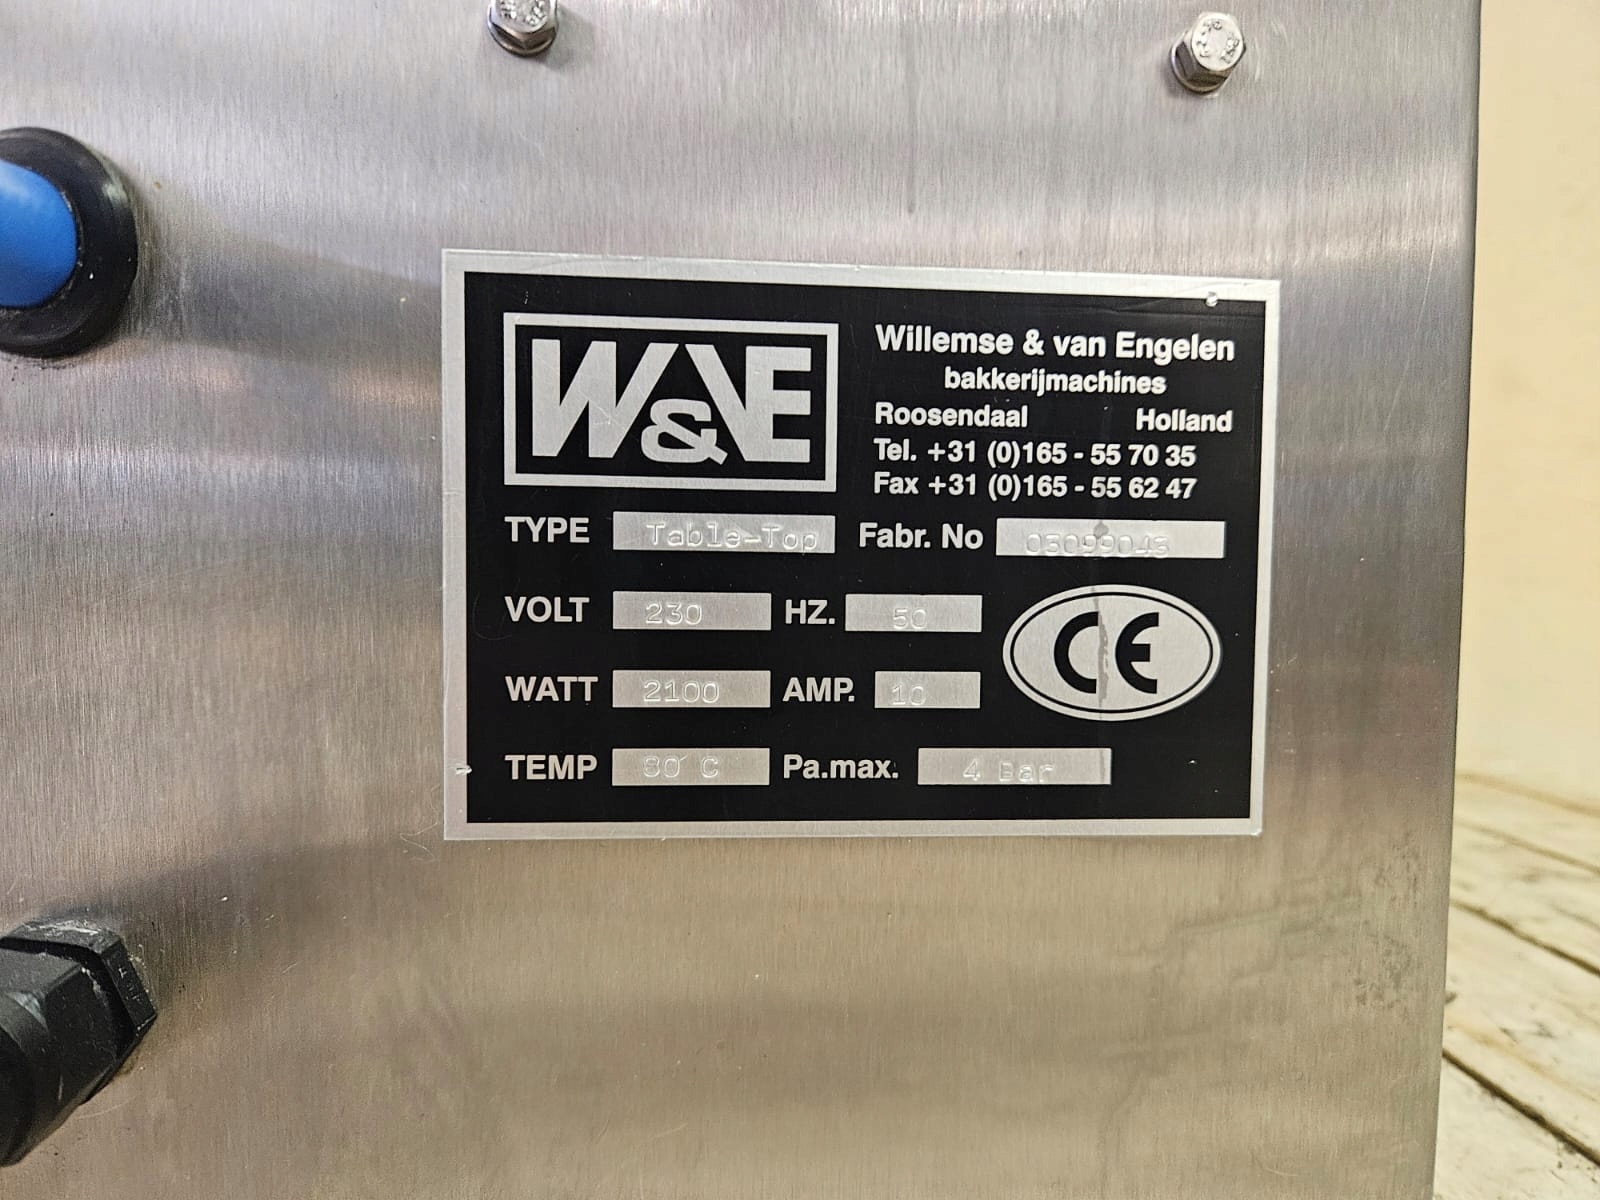 W&VE
Willemse & van Engelen
bakkerijmachines
Roosendaal Holland
Tel. +31 (0)165 - 55 70 35
Fax +31 (0)165 - 55 62 47
TYPE Table-Top Fabr. No 03099043
VOLT 230 HZ. 50
CE
WATT 2100 AMP. 10
TEMP 80°C Pa.max. 4 Bar